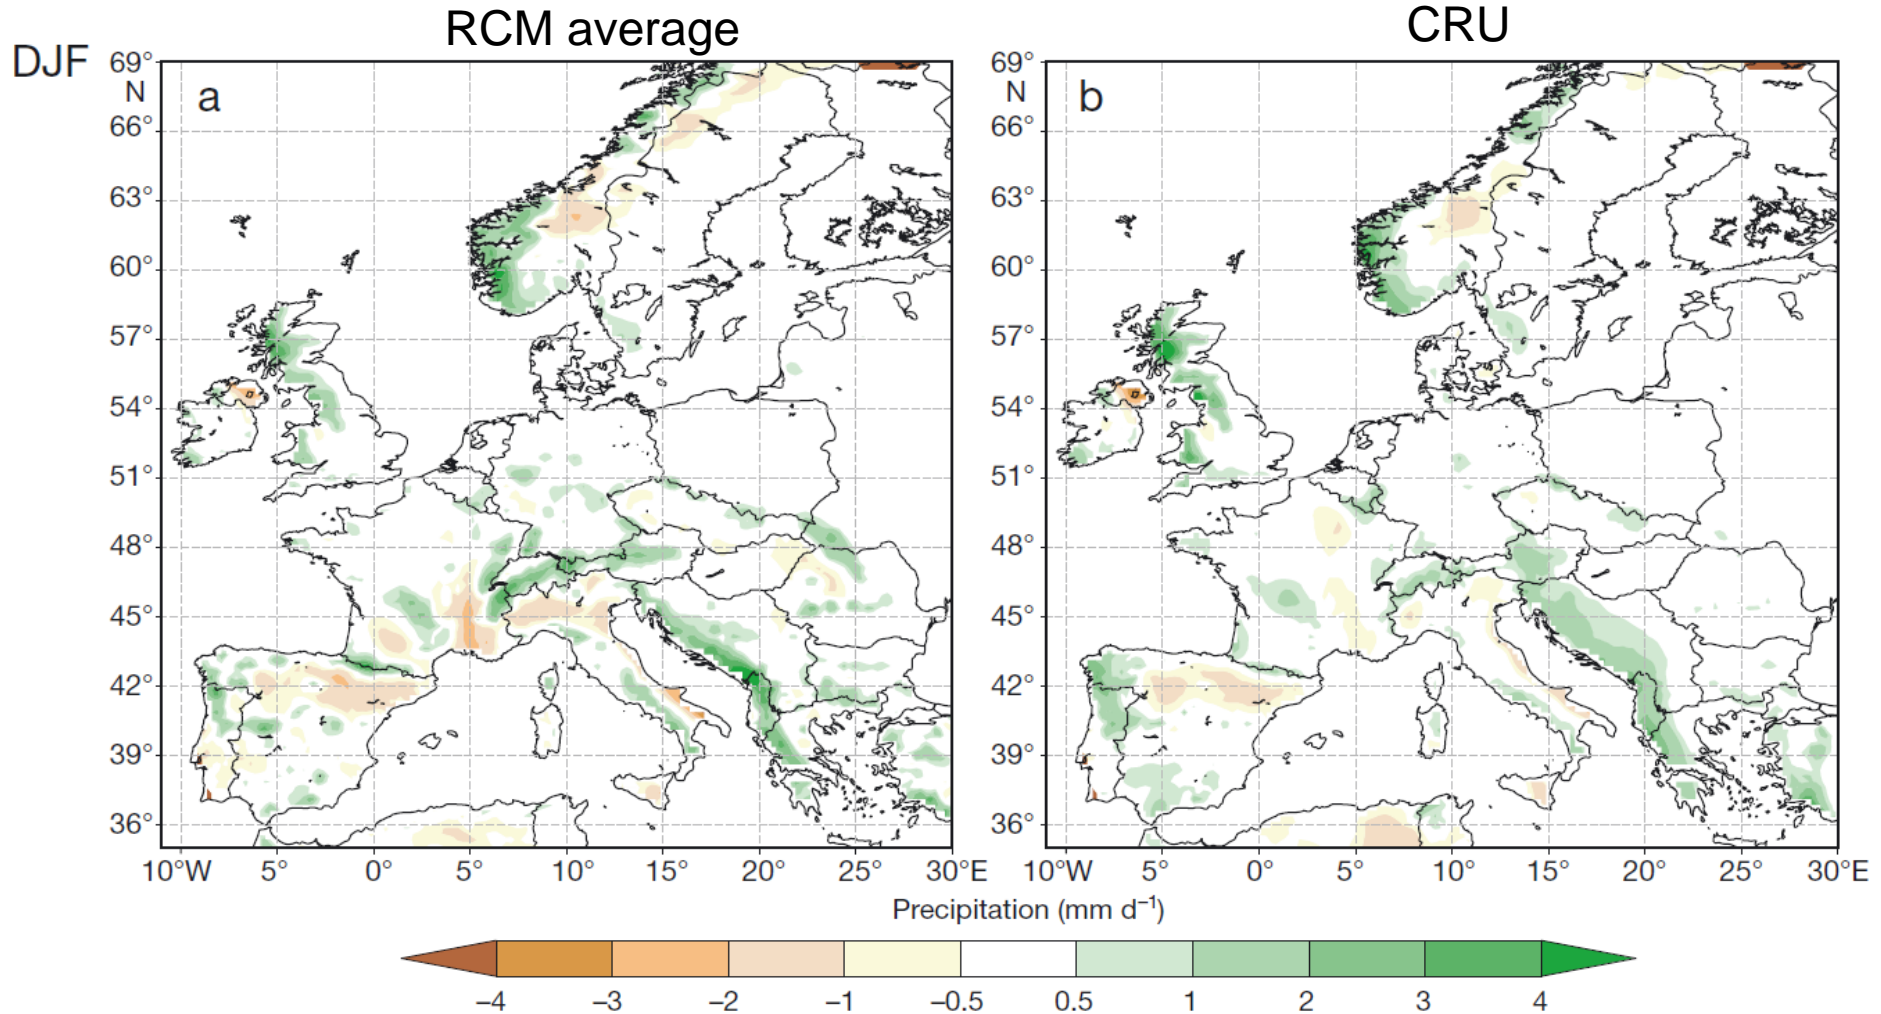 RCM average
CRU
DJF
a
b
69°
N
66°
63°
60°
57°
54°
51°
48°
45°
42°
39°
36°
10°W 5° 0° 5° 10° 15° 20° 25° 30°E
69°
N
66°
63°
60°
57°
54°
51°
48°
45°
42°
39°
36°
10°W 5° 0° 5° 10° 15° 20° 25° 30°E
Precipitation (mm d⁻¹)
–4 –3 –2 –1 –0.5 0.5 1 2 3 4